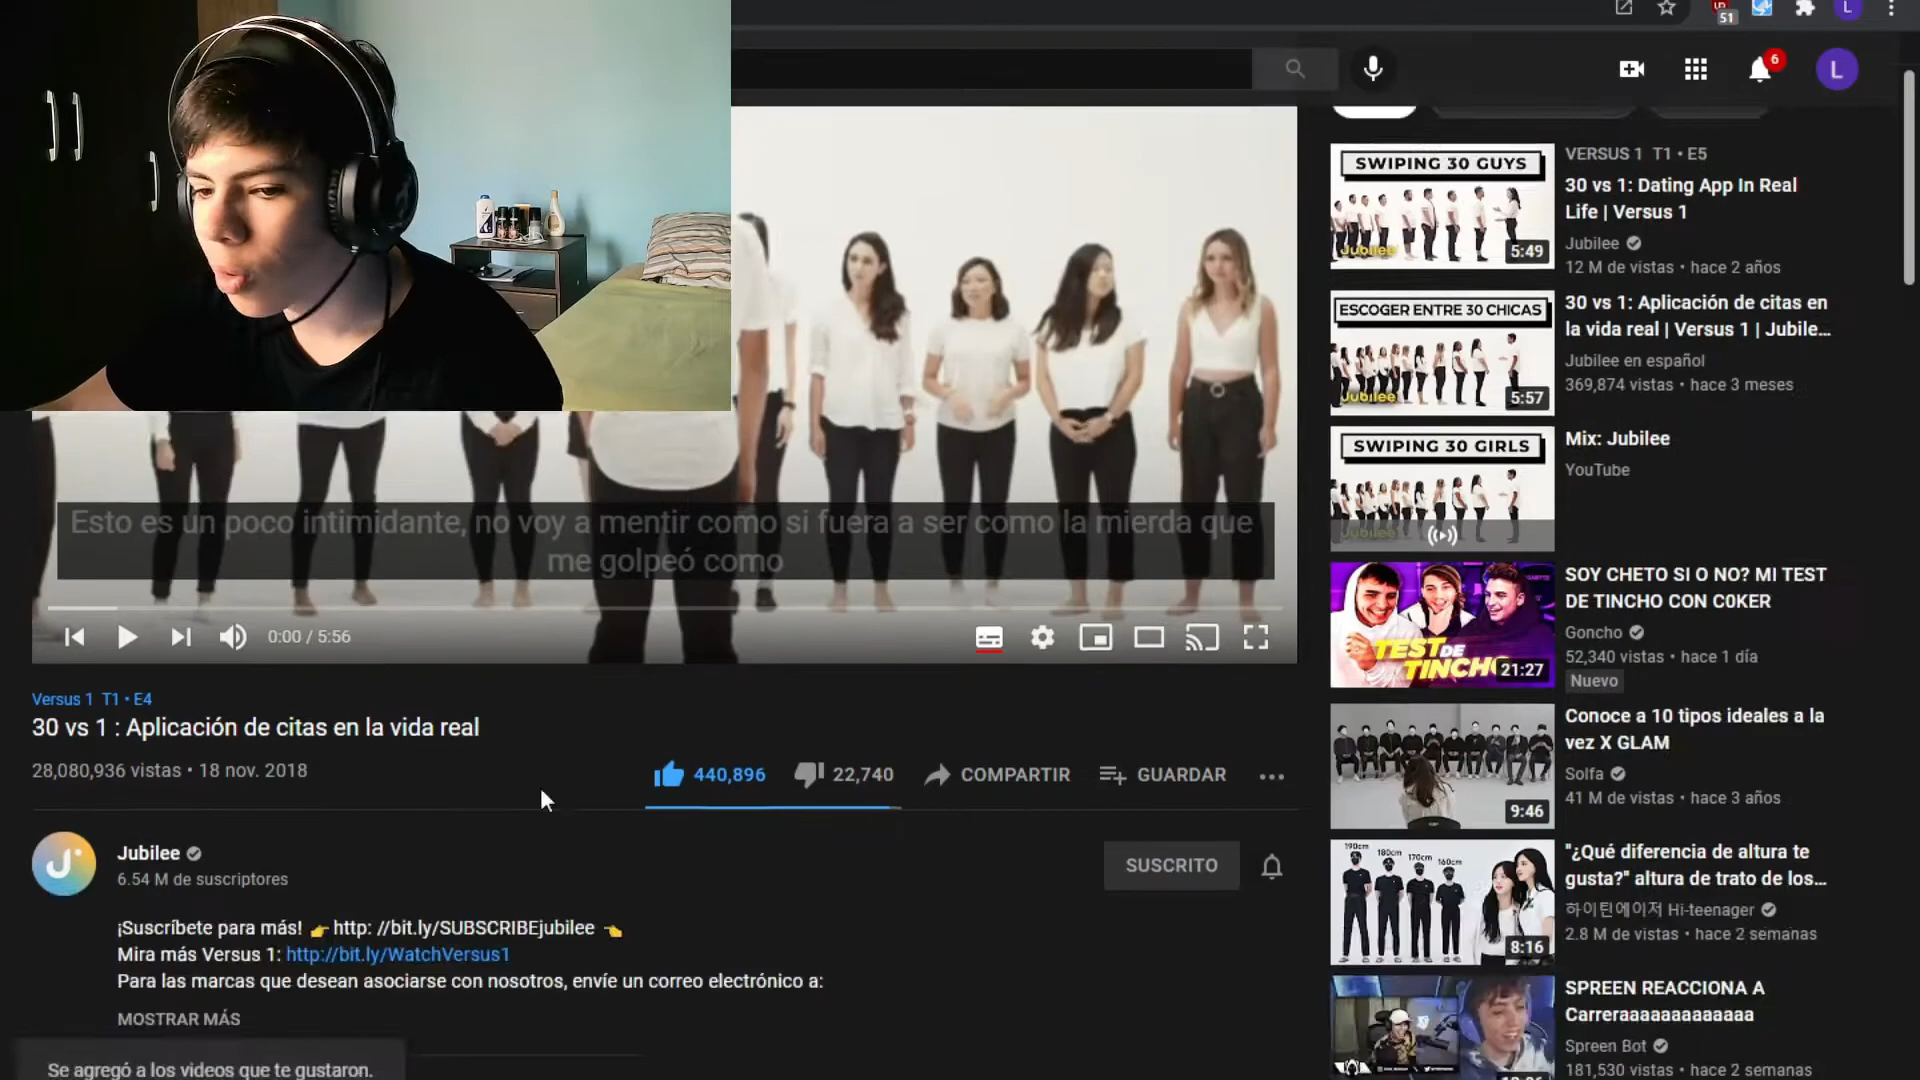 51
L
6
L
Esto es un poco intimidante, no voy a mentir como si fuera a ser como la mierda que
me golpeó como
0:00 / 5:56
Versus 1 T1 • E4
30 vs 1 : Aplicación de citas en la vida real
28,080,936 vistas • 18 nov. 2018
440,896
22,740
COMPARTIR
GUARDAR
Jubilee
6.54 M de suscriptores
SUSCRITO
¡Suscríbete para más! 👉 http: //bit.ly/SUBSCRIBEjubilee 👈
Mira más Versus 1: http://bit.ly/WatchVersus1
Para las marcas que desean asociarse con nosotros, envíe un correo electrónico a:
MOSTRAR MÁS
Se agregó a los videos que te gustaron.
SWIPING 30 GUYS
Jubilee
5:49
VERSUS 1 T1 • E5
30 vs 1: Dating App In Real
Life | Versus 1
Jubilee
12 M de vistas • hace 2 años
ESCOGER ENTRE 30 CHICAS
Jubilee
5:57
30 vs 1: Aplicación de citas en
la vida real | Versus 1 | Jubile...
Jubilee en español
369,874 vistas • hace 3 meses
SWIPING 30 GIRLS
Jubilee
Mix: Jubilee
YouTube
TEST DE
TINCHO
21:27
SOY CHETO SI O NO? MI TEST
DE TINCHO CON C0KER
Goncho
52,340 vistas • hace 1 día
Nuevo
9:46
Conoce a 10 tipos ideales a la
vez X GLAM
Solfa
41 M de vistas • hace 3 años
190cm 180cm 170cm 160cm
8:16
"¿Qué diferencia de altura te
gusta?" altura de trato de los...
하이틴에이저 Hi-teenager
2.8 M de vistas • hace 2 semanas
SPREEN REACCIONA A
Carreraaaaaaaaaaaaa
Spreen Bot
181,530 vistas • hace 2 semanas